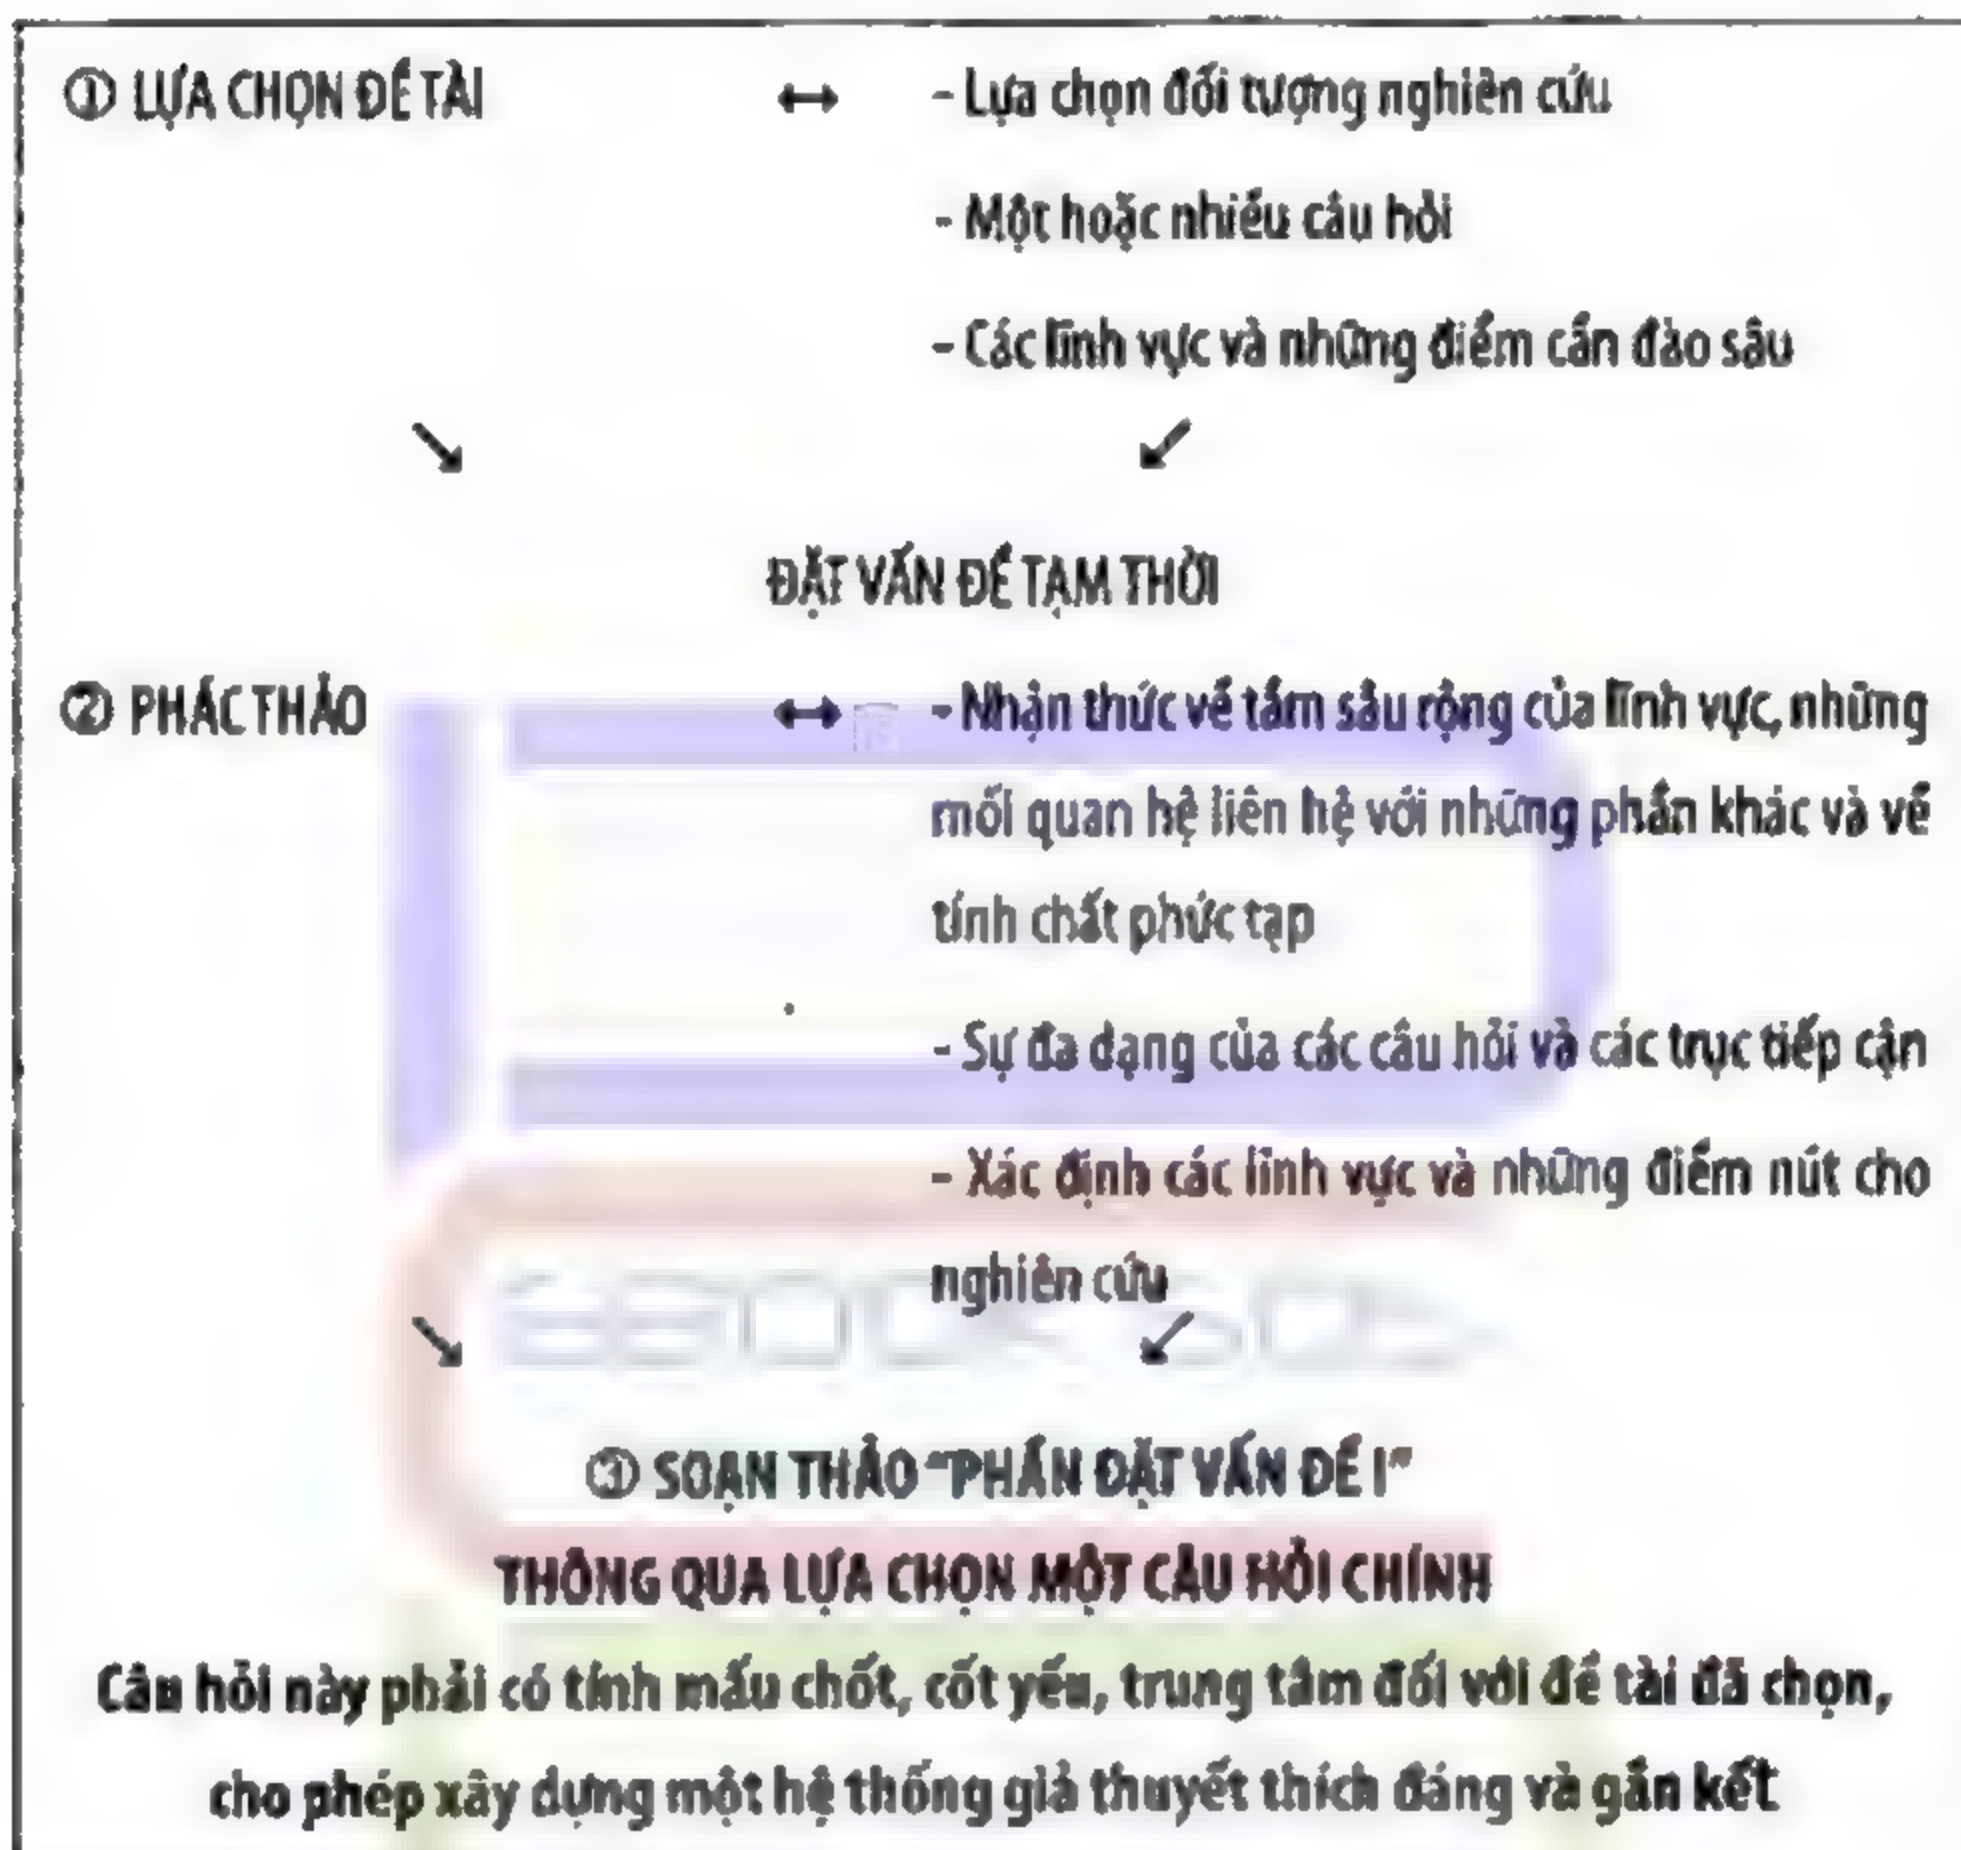 ① LỰA CHỌN ĐỀ TÀI ↔ - Lựa chọn đối tượng nghiên cứu
- Một hoặc nhiều câu hỏi
- Các lĩnh vực và những điểm cần đào sâu
↘ ↙
ĐẶT VẤN ĐỀ TẠM THỜI
② PHÁC THẢO ↔ - Nhận thức về tầm sâu rộng của lĩnh vực, những
mối quan hệ liên hệ với những phần khác và về
tính chất phức tạp
- Sự đa dạng của các câu hỏi và các trục tiếp cận
- Xác định các lĩnh vực và những điểm nút cho
nghiên cứu
↘ ↙
③ SOẠN THẢO "PHẦN ĐẶT VẤN ĐỀ I"
THÔNG QUA LỰA CHỌN MỘT CÂU HỎI CHÍNH
Câu hỏi này phải có tính mấu chốt, cốt yếu, trung tâm đối với đề tài đã chọn,
cho phép xây dựng một hệ thống giả thuyết thích đáng và gắn kết